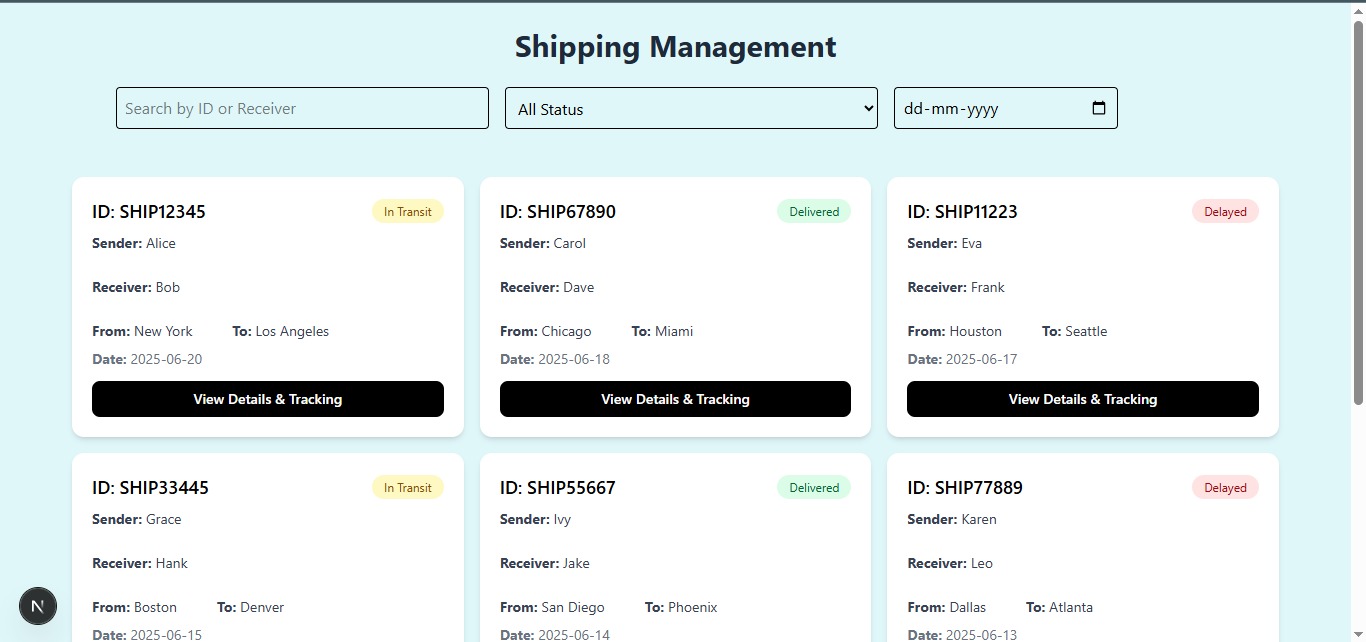 Shipping Management
Search by ID or Receiver
All Status
dd-mm-yyyy
ID: SHIP12345
In Transit
Sender: Alice
Receiver: Bob
From: New York To: Los Angeles
Date: 2025-06-20
View Details & Tracking
ID: SHIP67890
Delivered
Sender: Carol
Receiver: Dave
From: Chicago To: Miami
Date: 2025-06-18
View Details & Tracking
ID: SHIP11223
Delayed
Sender: Eva
Receiver: Frank
From: Houston To: Seattle
Date: 2025-06-17
View Details & Tracking
ID: SHIP33445
In Transit
Sender: Grace
Receiver: Hank
From: Boston To: Denver
Date: 2025-06-15
ID: SHIP55667
Delivered
Sender: Ivy
Receiver: Jake
From: San Diego To: Phoenix
Date: 2025-06-14
ID: SHIP77889
Delayed
Sender: Karen
Receiver: Leo
From: Dallas To: Atlanta
Date: 2025-06-13
N